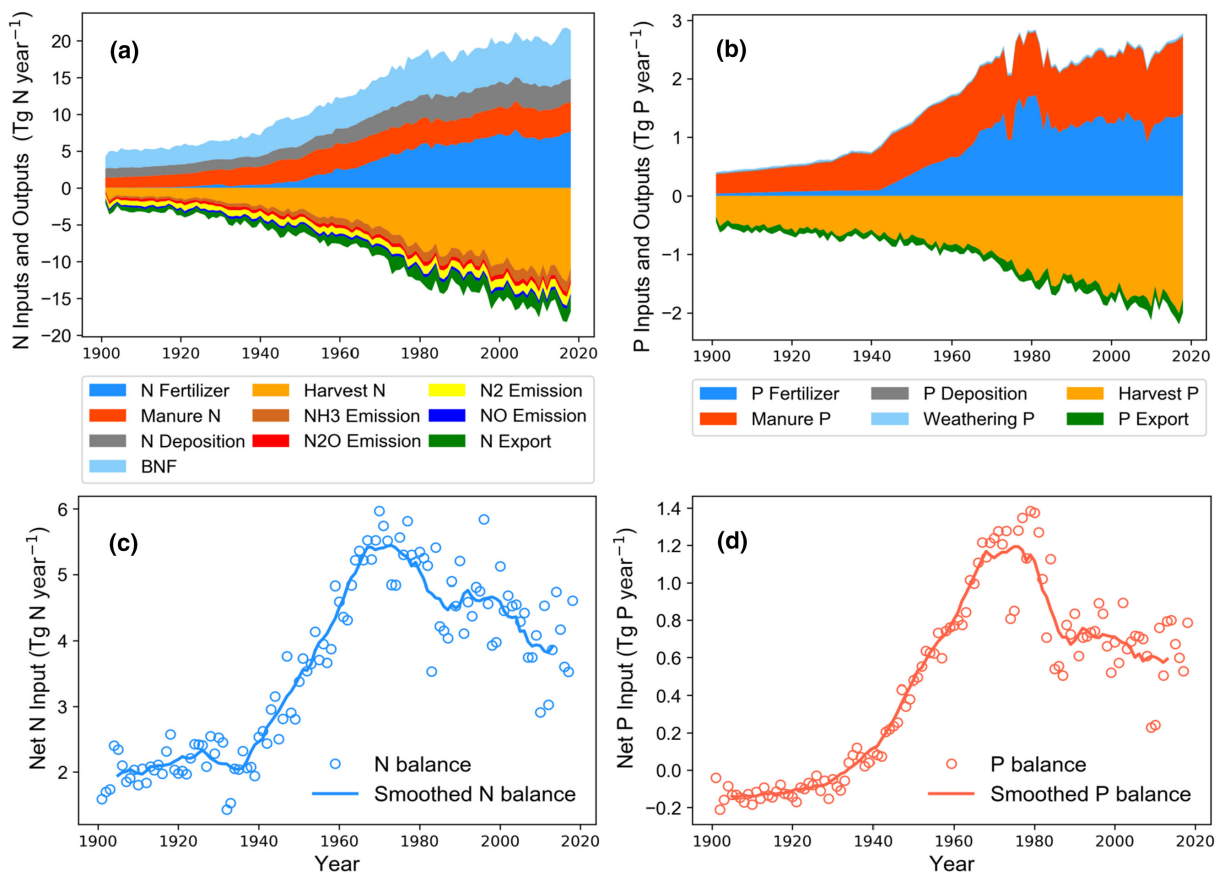 (a)
N Inputs and Outputs (Tg N year−1)
20
15
10
5
0
−5
−10
−15
−20
1900 1920 1940 1960 1980 2000 2020
N Fertilizer Harvest N N2 Emission
Manure N NH3 Emission NO Emission
N Deposition N2O Emission N Export
BNF
(b)
P Inputs and Outputs (Tg P year−1)
3
2
1
0
−1
−2
1900 1920 1940 1960 1980 2000 2020
P Fertilizer P Deposition Harvest P
Manure P Weathering P P Export
(c)
Net N Input (Tg N year−1)
6
5
4
3
2
N balance
Smoothed N balance
1900 1920 1940 1960 1980 2000 2020
Year
(d)
Net P Input (Tg P year−1)
1.4
1.2
1.0
0.8
0.6
0.4
0.2
0.0
−0.2
P balance
Smoothed P balance
1900 1920 1940 1960 1980 2000 2020
Year